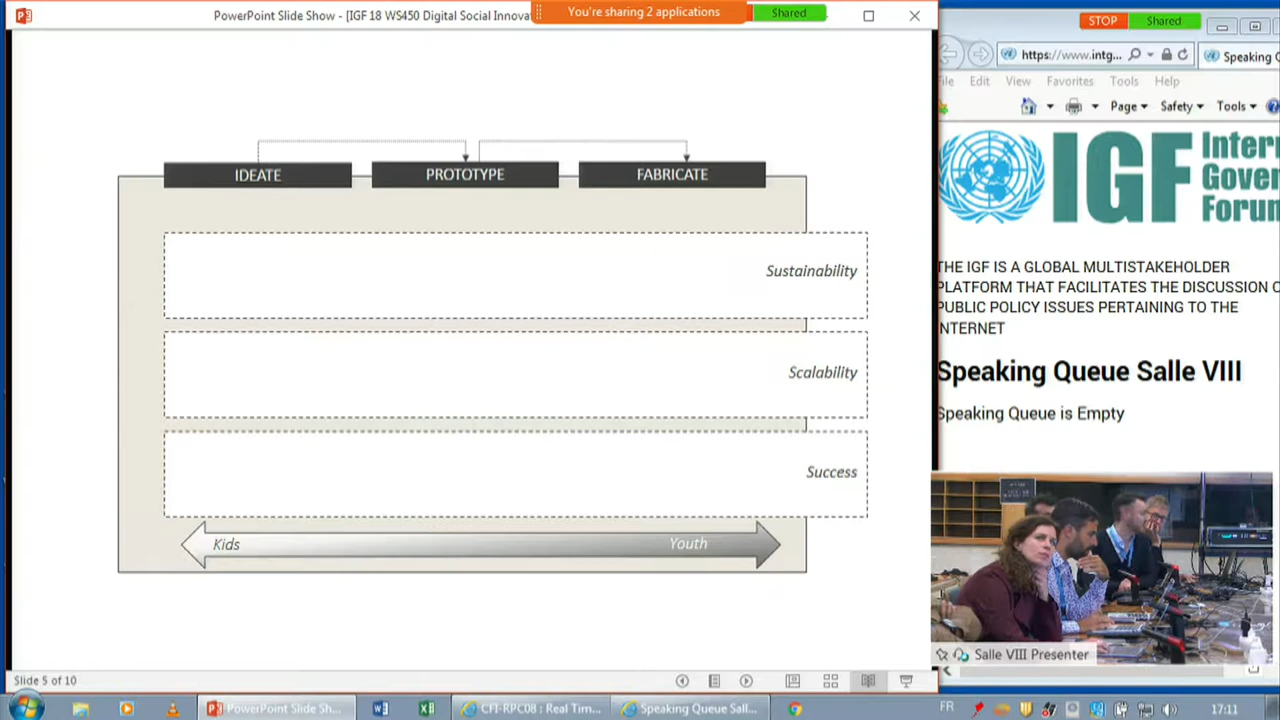 PowerPoint Slide Show - [IGF 18 WS450 Digital Social Innova
You're sharing 2 applications
Shared
STOP
Shared
https://www.intg...
Speaking
File
Edit
View
Favorites
Tools
Help
Page
Safety
Tools
IDEATE
PROTOTYPE
FABRICATE
Sustainability
Scalability
Success
Kids
Youth
IGF
Intern
Gover
Forum
THE IGF IS A GLOBAL MULTISTAKEHOLDER
PLATFORM THAT FACILITATES THE DISCUSSION O
PUBLIC POLICY ISSUES PERTAINING TO THE
INTERNET
Speaking Queue Salle VIII
Speaking Queue is Empty
Salle VIII Presenter
Slide 5 of 10
PowerPoint Slide Sh...
CFI-RPC08 : Real Tim...
Speaking Queue Sall...
FR
17:11